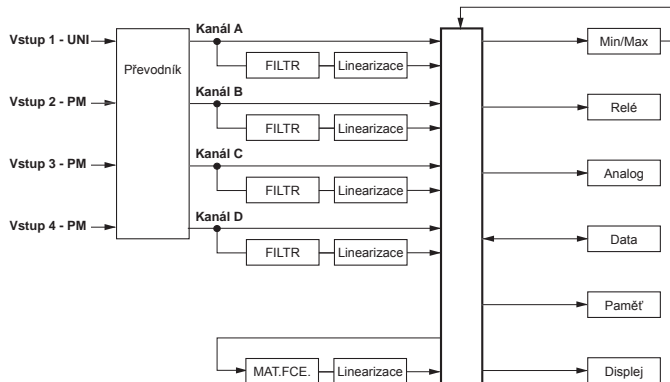 Kanál A
Vstup 1 - UNI
Min/Max
Převodník
FILTR
Linearizace
Kanál B
Vstup 2 - PM
Relé
FILTR
Linearizace
Kanál C
Vstup 3 - PM
Analog
FILTR
Linearizace
Kanál D
Vstup 4 - PM
Data
FILTR
Linearizace
Paměť
MAT.FCE.
Linearizace
Displej